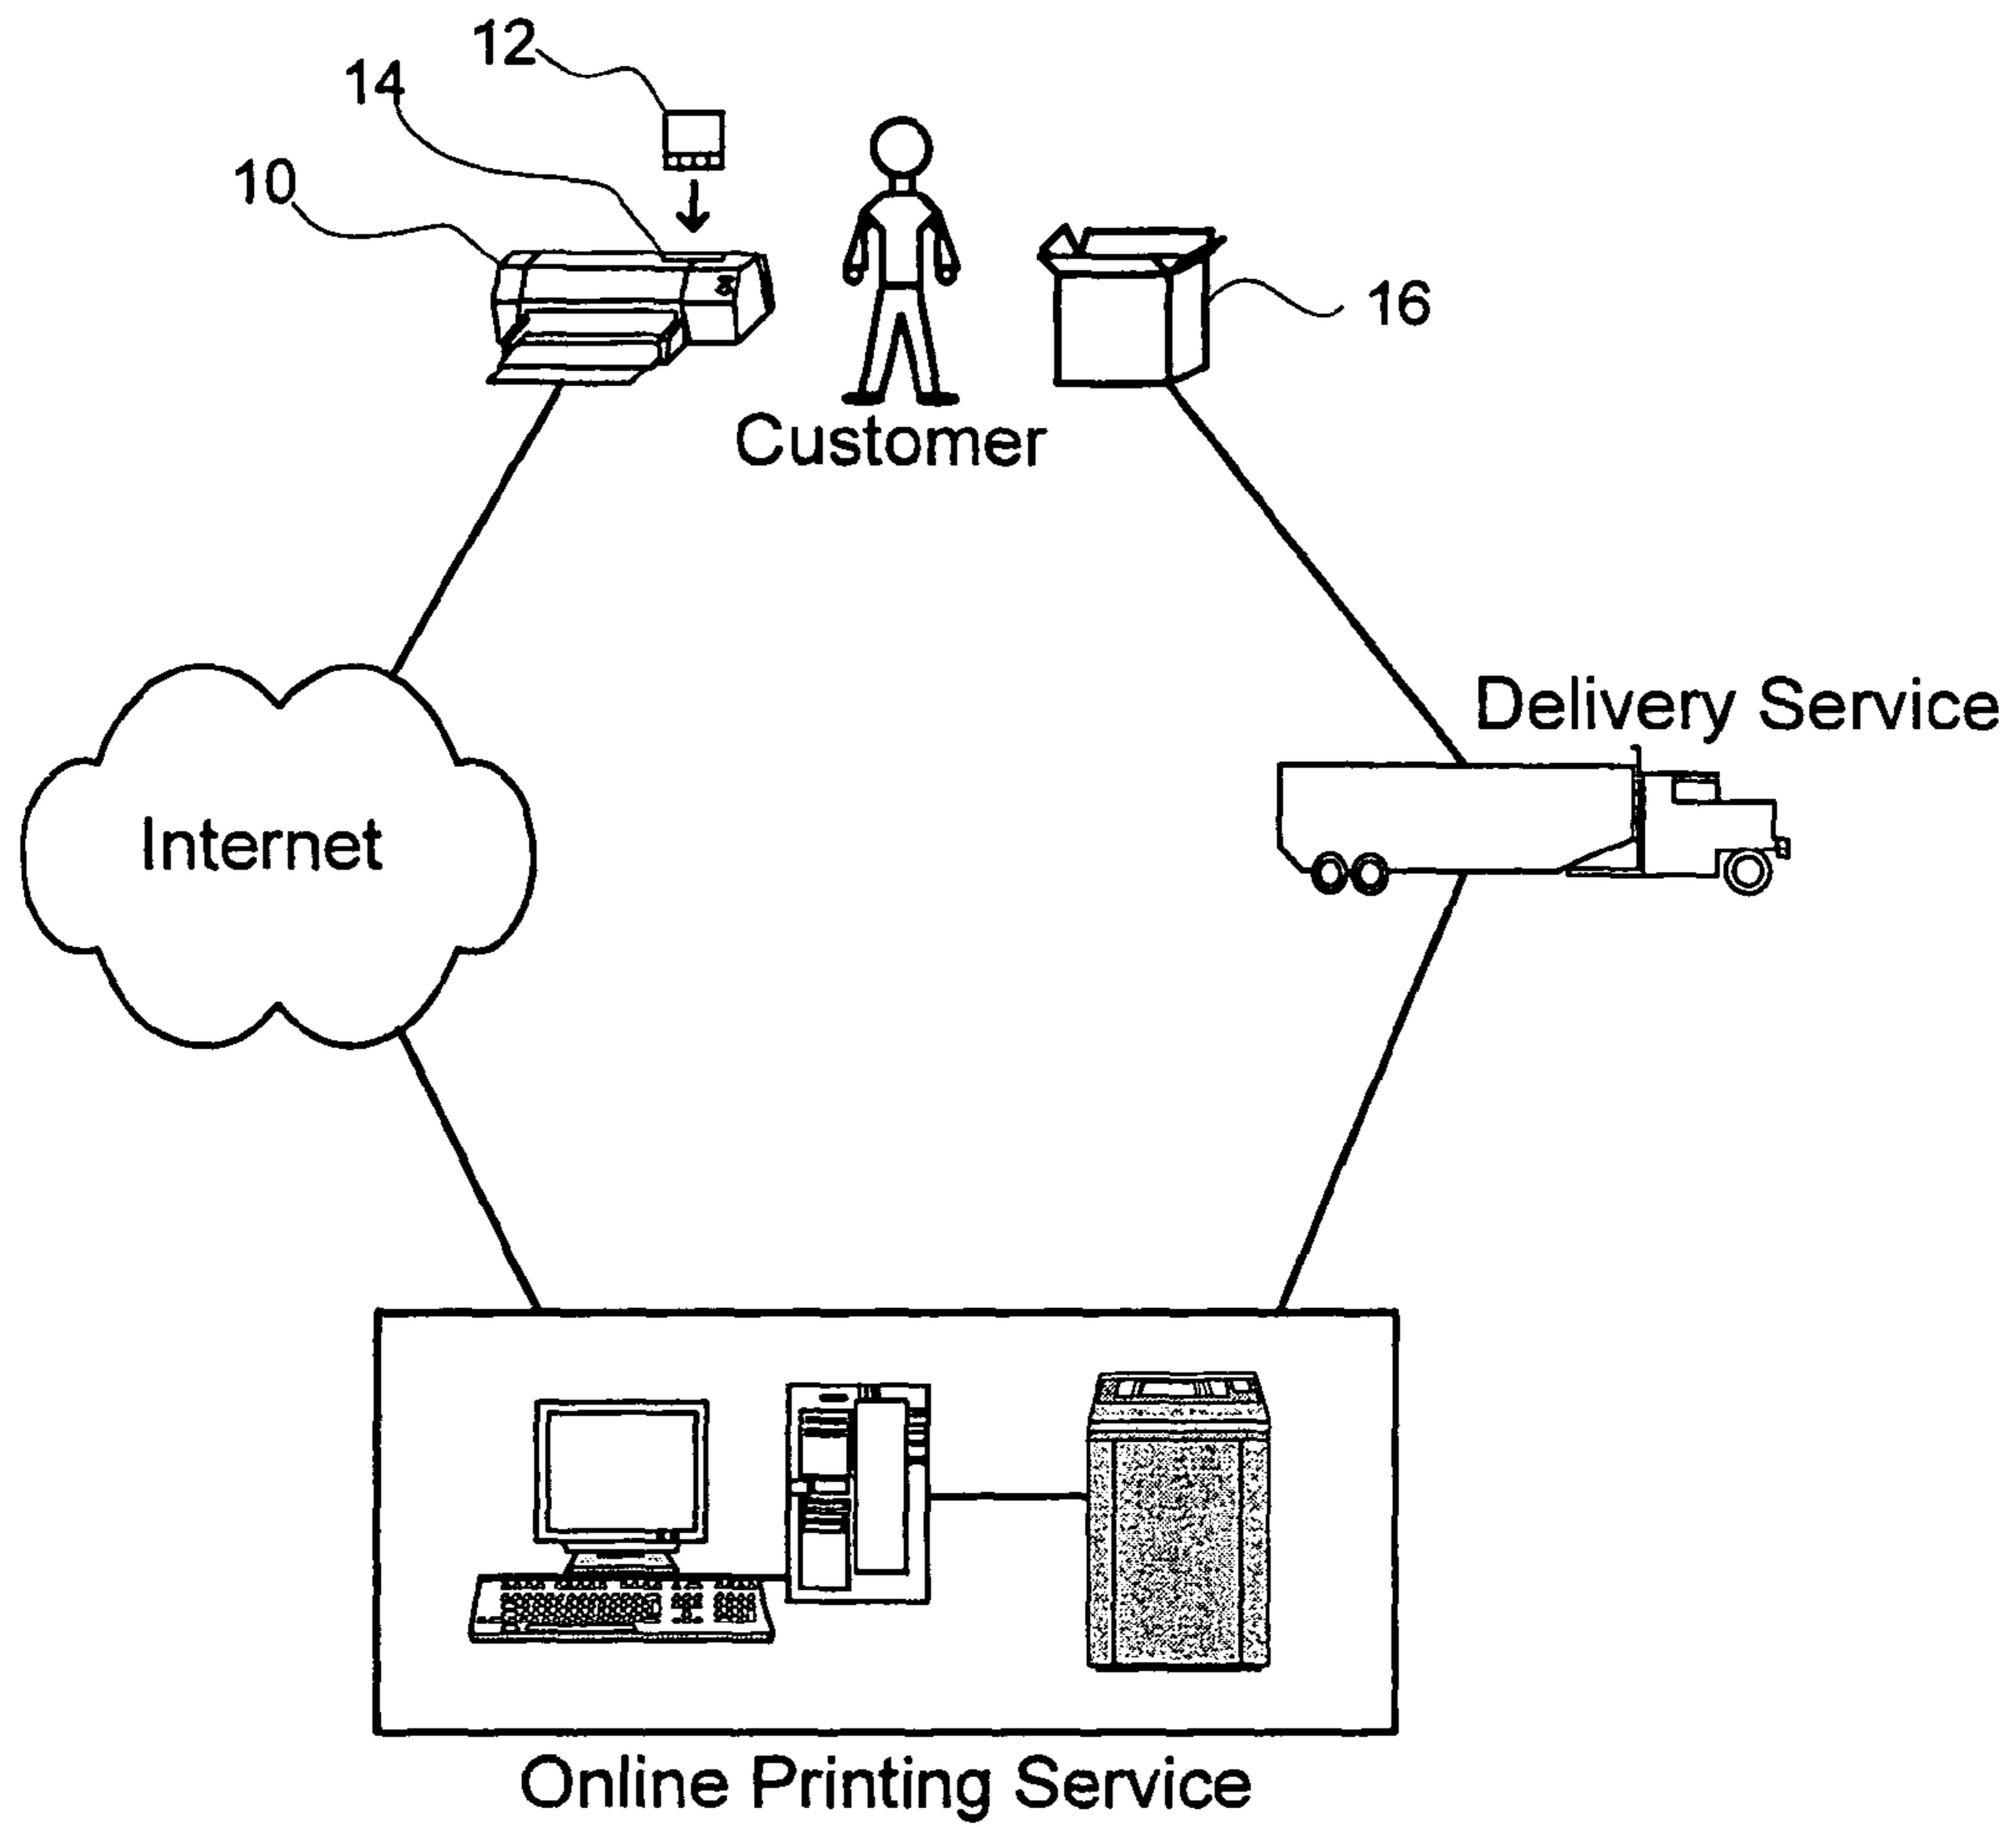 12
14
10
16
Customer
Delivery Service
Internet
Online Printing Service